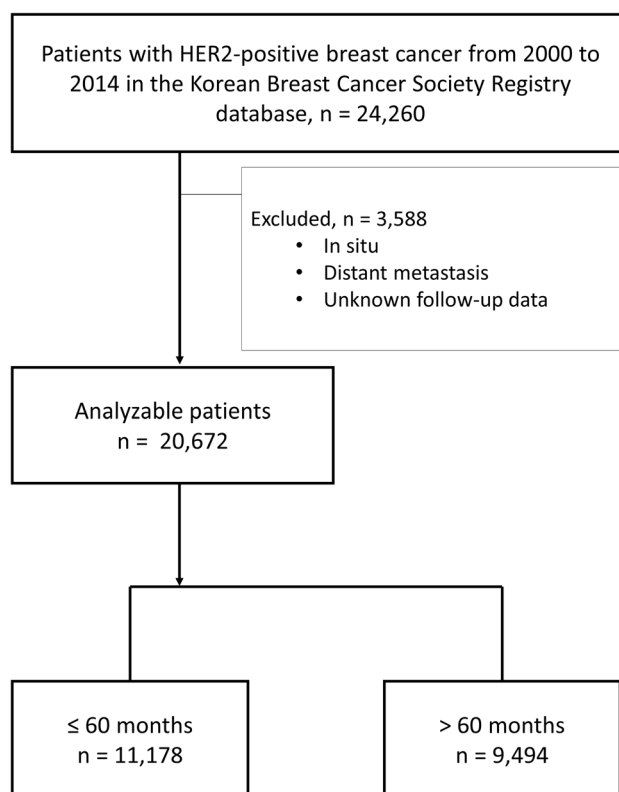 Patients with HER2-positive breast cancer from 2000 to
2014 in the Korean Breast Cancer Society Registry
database, n = 24,260
Excluded, n = 3,588
• In situ
• Distant metastasis
• Unknown follow-up data
Analyzable patients
n = 20,672
≤ 60 months
n = 11,178
> 60 months
n = 9,494